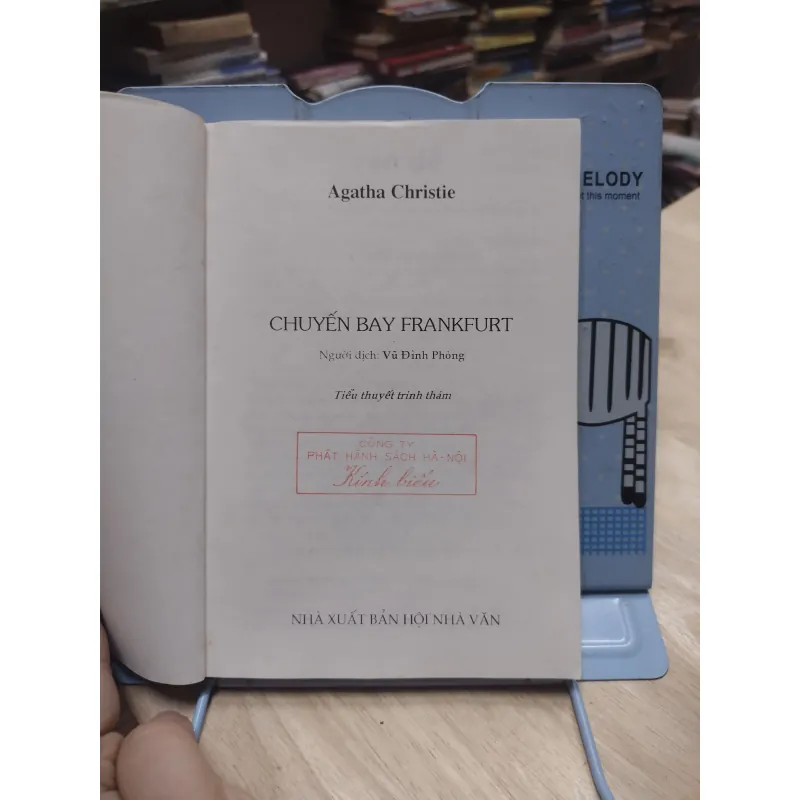 Agatha Christie
CHUYẾN BAY FRANKFURT
Người dịch: Vũ Đình Phòng
Tiểu thuyết trinh thám
CÔNG TY
PHÁT HÀNH SÁCH HÀ-NỘI
Kính biếu
NHÀ XUẤT BẢN HỘI NHÀ VĂN
ELODY
t this moment